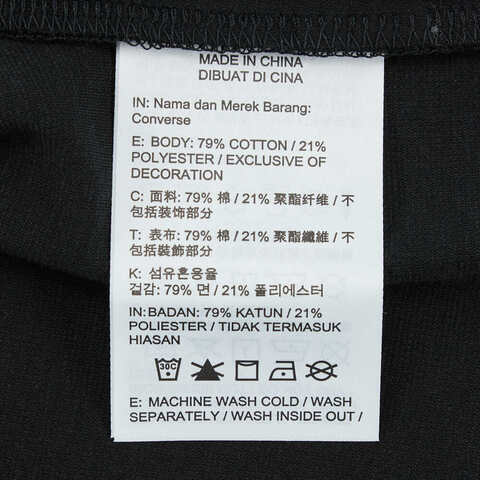 MADE IN CHINA
DIBUAT DI CINA
IN: Nama dan Merek Barang:
Converse
E: BODY: 79% COTTON / 21%
POLYESTER / EXCLUSIVE OF
DECORATION
C: 面料: 79% 棉 / 21% 聚酯纤维 / 不
包括装饰部分
T: 表布: 79% 棉 / 21% 聚酯纖維 / 不
包括裝飾部分
K: 섬유혼용율
겉감: 79% 면 / 21% 폴리에스터
IN: BADAN: 79% KATUN / 21%
POLIESTER / TIDAK TERMASUK
HIASAN
30C
E: MACHINE WASH COLD / WASH
SEPARATELY / WASH INSIDE OUT /